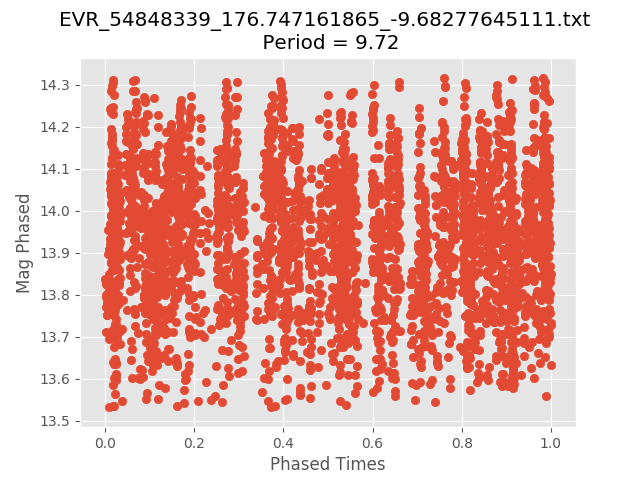 EVR_54848339_176.747161865_-9.68277645111.txt
Period = 9.72
14.3
14.2
14.1
14.0
13.9
13.8
13.7
13.6
13.5
Mag Phased
0.0 0.2 0.4 0.6 0.8 1.0
Phased Times